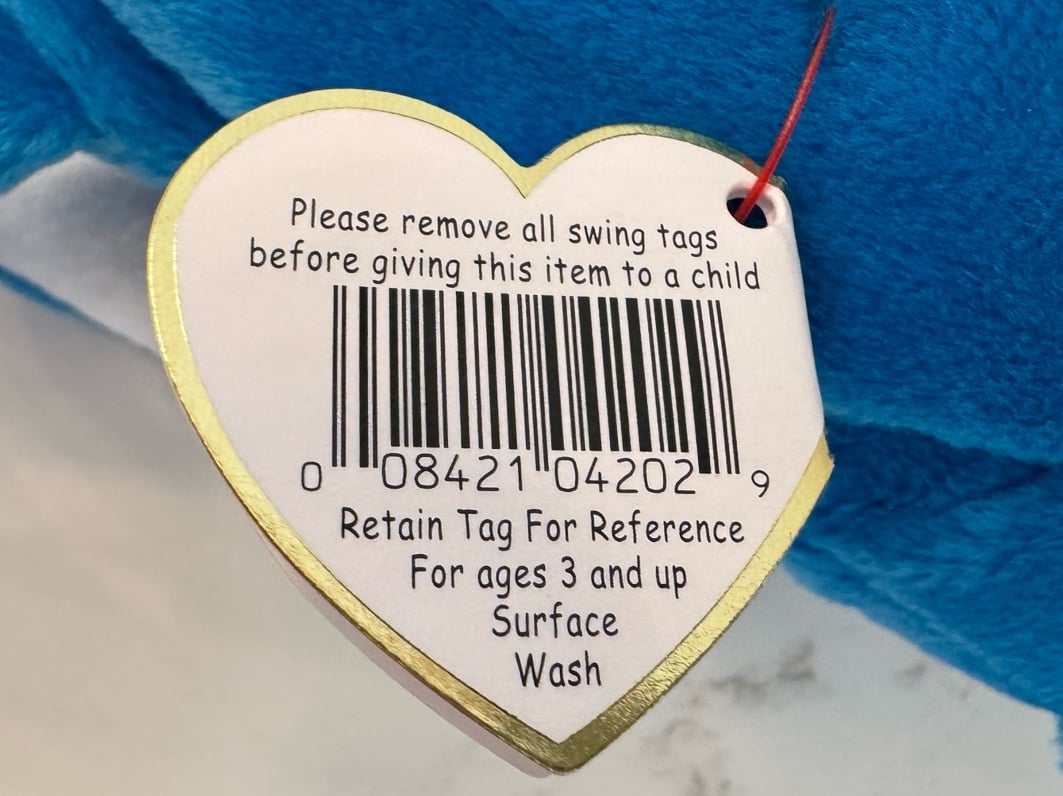 Please remove all swing tags
before giving this item to a child
0 08421 04202 9
Retain Tag For Reference
For ages 3 and up
Surface
Wash